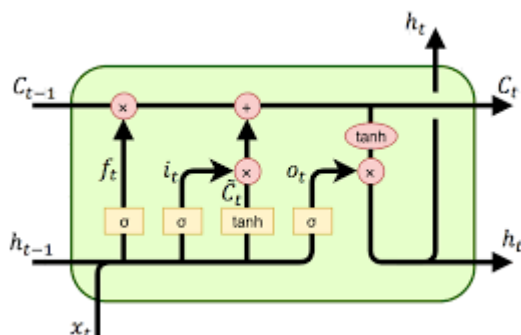 h_t
C_{t-1} × + C_t
tanh
f_t i_t × o_t ×
C̃_t
σ σ tanh σ
h_{t-1} h_t
x_t